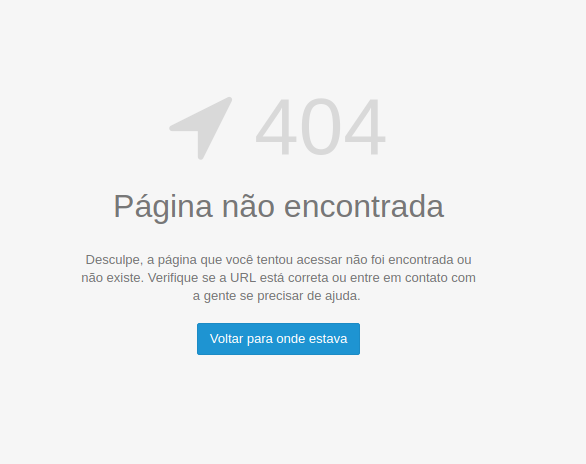 404
Página não encontrada
Desculpe, a página que você tentou acessar não foi encontrada ou
não existe. Verifique se a URL está correta ou entre em contato com
a gente se precisar de ajuda.
Voltar para onde estava